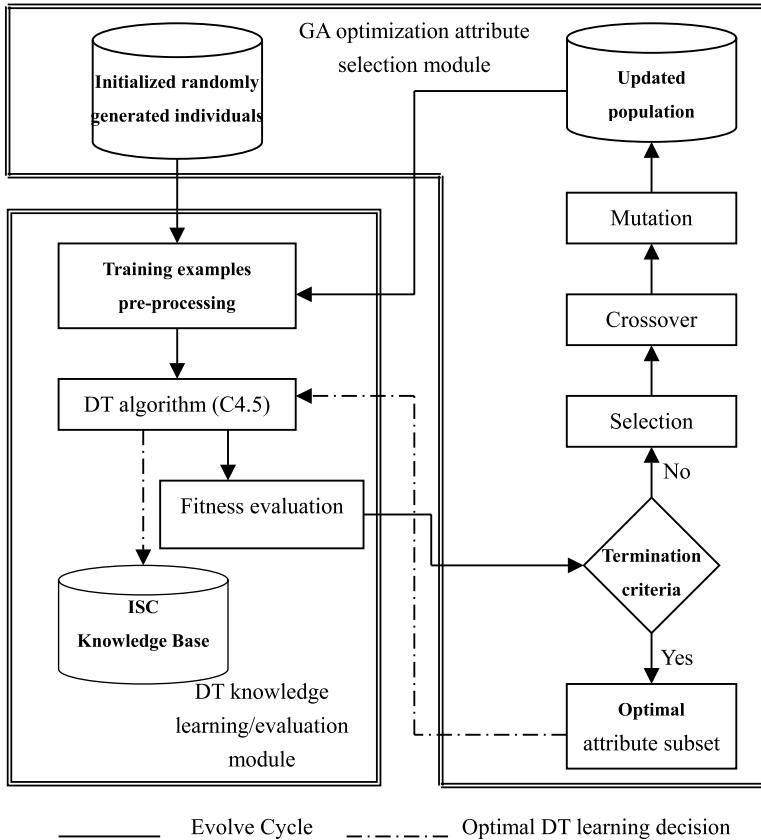 GA optimization attribute
selection module
Initialized randomly
generated individuals
Updated
population
Mutation
Training examples
pre-processing
Crossover
DT algorithm (C4.5)
Selection
No
Fitness evaluation
Termination
criteria
ISC
Knowledge Base
Yes
DT knowledge
learning/evaluation
module
Optimal
attribute subset
Evolve Cycle
Optimal DT learning decision